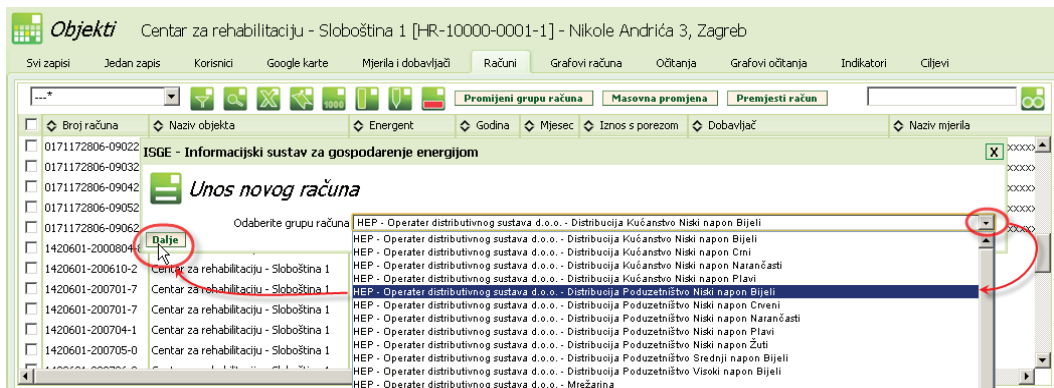 Objekti Centar za rehabilitaciju - Sloboština 1 [HR-10000-0001-1] - Nikole Andrića 3, Zagreb
Svi zapisi Jedan zapis Korisnici Google karte Mjerila i dobavljači Računi Grafovi računa Očitanja Grafovi očitanja Indikatori Ciljevi
---* 1000 Promijeni grupu računa Masovna promjena Premjesti račun
Broj računa Naziv objekta Energent Godina Mjesec Iznos s porezom Dobavljač Naziv mjerila
0171172806-09022
ISGE - Informacijski sustav za gospodarenje energijom X
0171172806-09032
0171172806-09042
Unos novog računa
0171172806-09052
0171172806-09062
Odaberite grupu računa HEP - Operater distributivnog sustava d.o.o. - Distribucija Kućanstvo Niski napon Bijeli
Dalje
HEP - Operater distributivnog sustava d.o.o. - Distribucija Kućanstvo Niski napon Bijeli
1420601-2000804-8
HEP - Operater distributivnog sustava d.o.o. - Distribucija Kućanstvo Niski napon Crni
HEP - Operater distributivnog sustava d.o.o. - Distribucija Kućanstvo Niski napon Narančasti
1420601-200610-2 Centar za rehabilitaciju - Sloboština 1
HEP - Operater distributivnog sustava d.o.o. - Distribucija Kućanstvo Niski napon Plavi
1420601-200701-7 Centar za rehabilitaciju - Sloboština 1
HEP - Operater distributivnog sustava d.o.o. - Distribucija Poduzetništvo Niski napon Bijeli
HEP - Operater distributivnog sustava d.o.o. - Distribucija Poduzetništvo Niski napon Crveni
1420601-200701-7 Centar za rehabilitaciju - Sloboština 1
HEP - Operater distributivnog sustava d.o.o. - Distribucija Poduzetništvo Niski napon Narančasti
1420601-200704-1 Centar za rehabilitaciju - Sloboština 1
HEP - Operater distributivnog sustava d.o.o. - Distribucija Poduzetništvo Niski napon Plavi
HEP - Operater distributivnog sustava d.o.o. - Distribucija Poduzetništvo Niski napon Žuti
1420601-200705-0 Centar za rehabilitaciju - Sloboština 1
HEP - Operater distributivnog sustava d.o.o. - Distribucija Poduzetništvo Srednji napon Bijeli
HEP - Operater distributivnog sustava d.o.o. - Distribucija Poduzetništvo Visoki napon Bijeli
HEP - Operater distributivnog sustava d.o.o. - Mrežarina